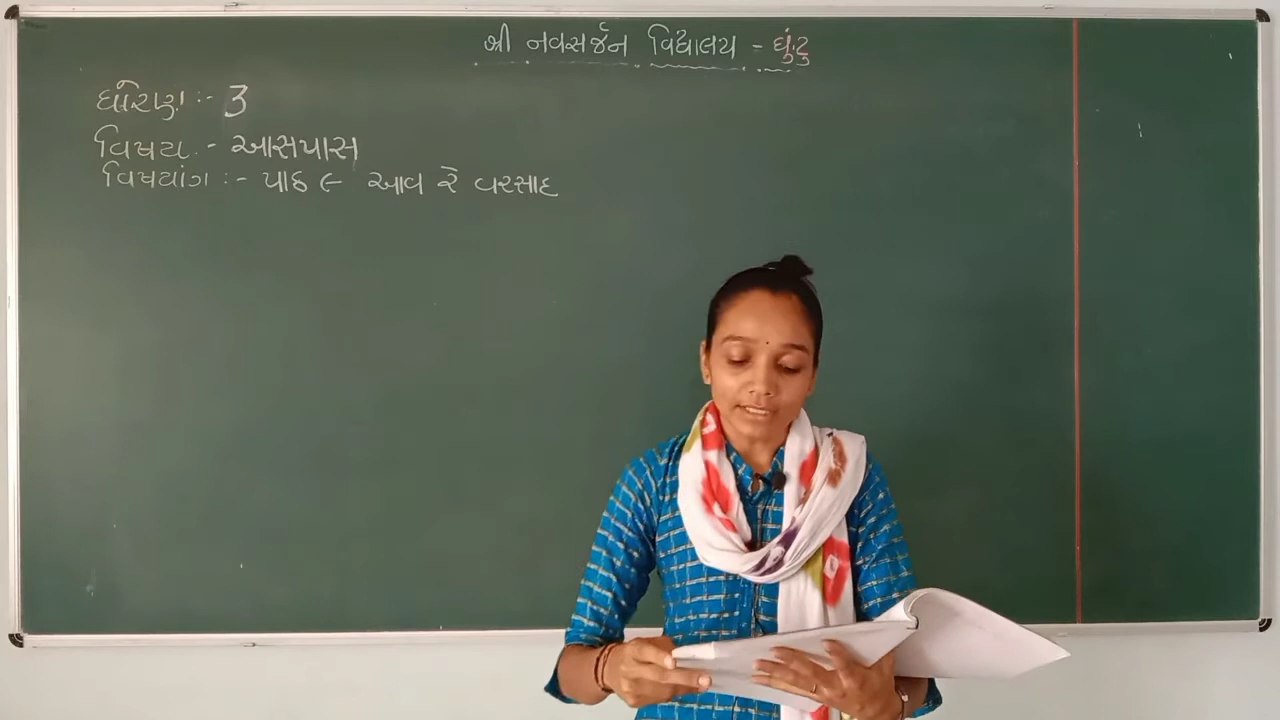 શ્રી નવસર્જન વિદ્યાલય - ઘુંટુ
ધોરણ :- 3
વિષય :- આસપાસ
વિષયાંગ :- પાઠ ૯ આવ રે વરસાદ